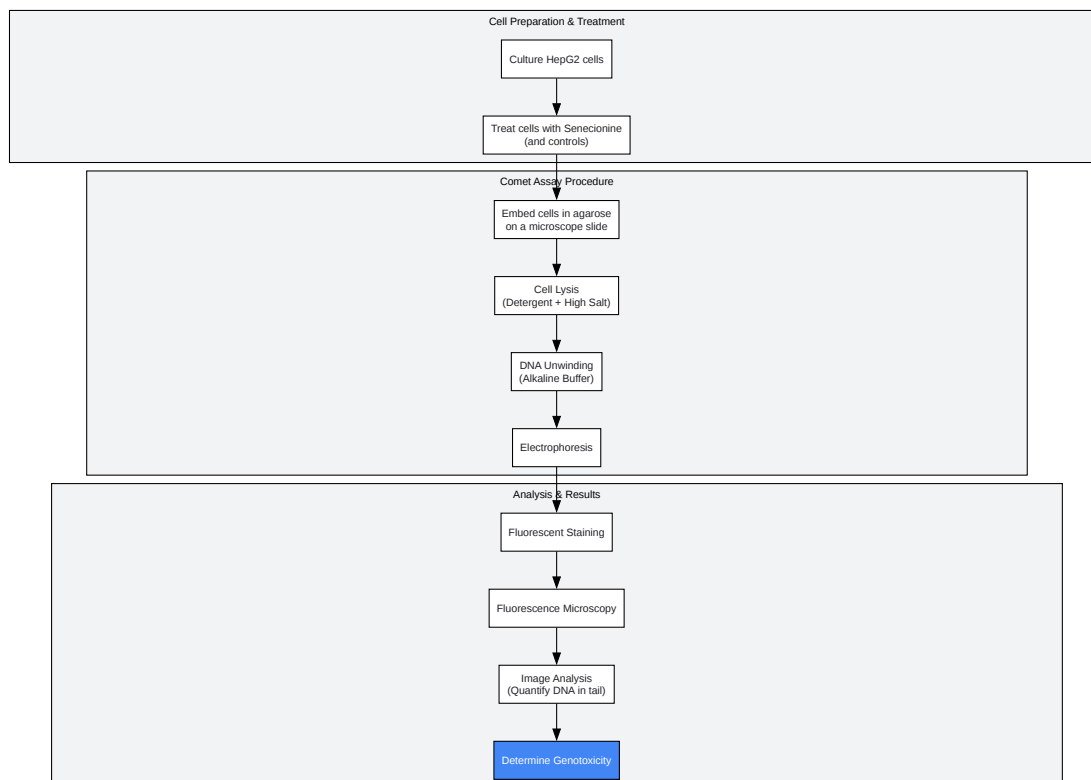 Cell Preparation & Treatment
Culture HepG2 cells
Treat cells with Senecionine
(and controls)
Comet Assay Procedure
Embed cells in agarose
on a microscope slide
Cell Lysis
(Detergent + High Salt)
DNA Unwinding
(Alkaline Buffer)
Electrophoresis
Analysis & Results
Fluorescent Staining
Fluorescence Microscopy
Image Analysis
(Quantify DNA in tail)
Determine Genotoxicity